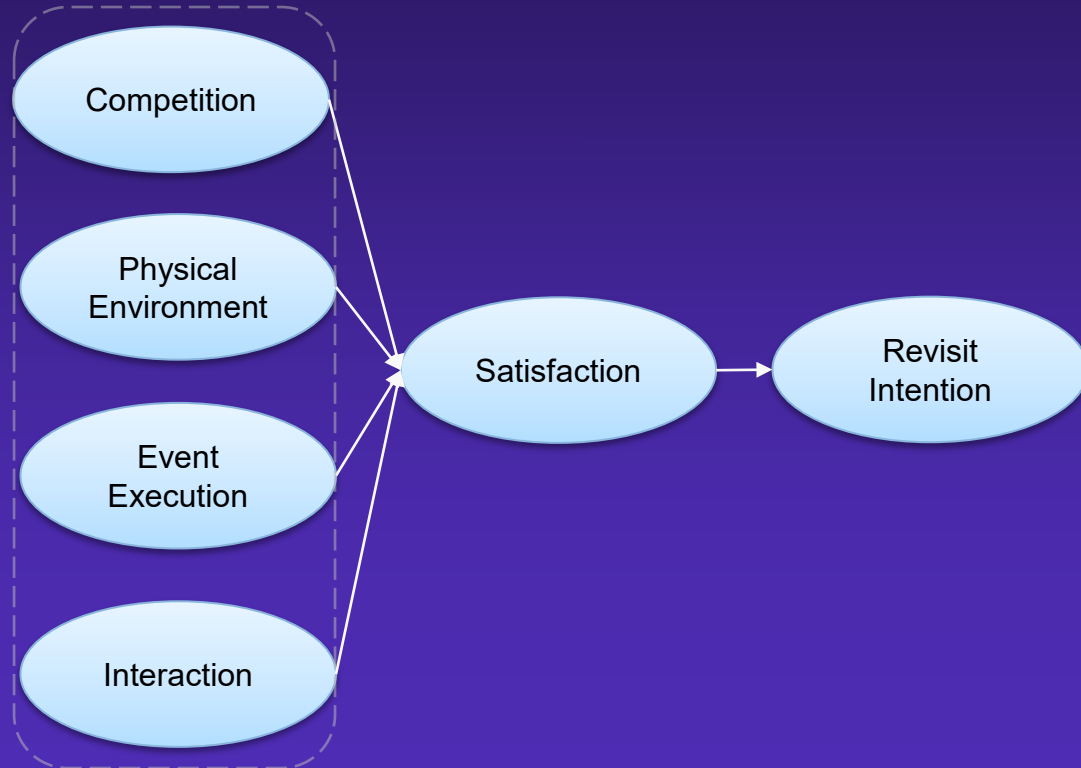 Competition
Physical
Environment
Event
Execution
Interaction
Satisfaction
Revisit
Intention